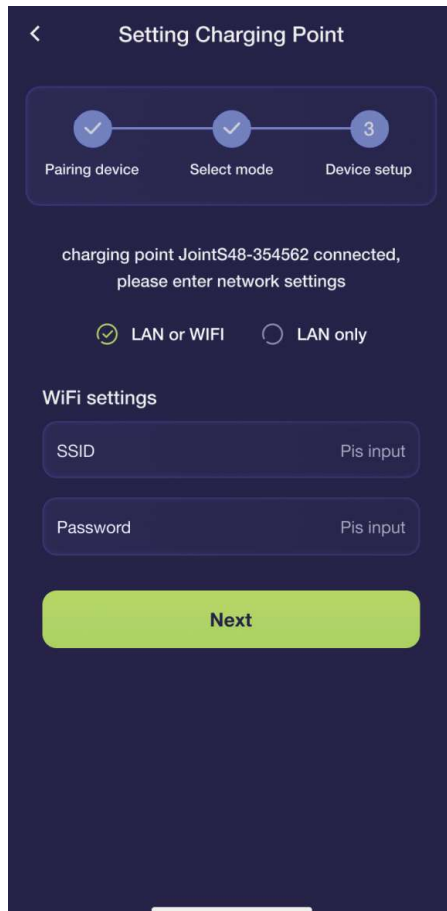 Setting Charging Point
3
Pairing device Select mode Device setup
charging point JointS48-354562 connected,
please enter network settings
LAN or WIFI LAN only
WiFi settings
SSID Pis input
Password Pis input
Next